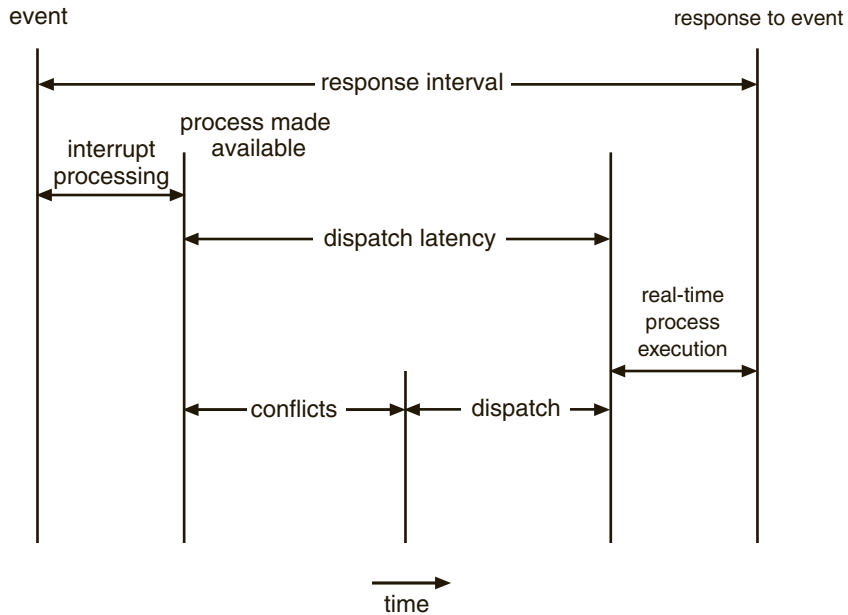 event
response to event
response interval
process made
available
interrupt
processing
dispatch latency
real-time
process
execution
conflicts
dispatch
time